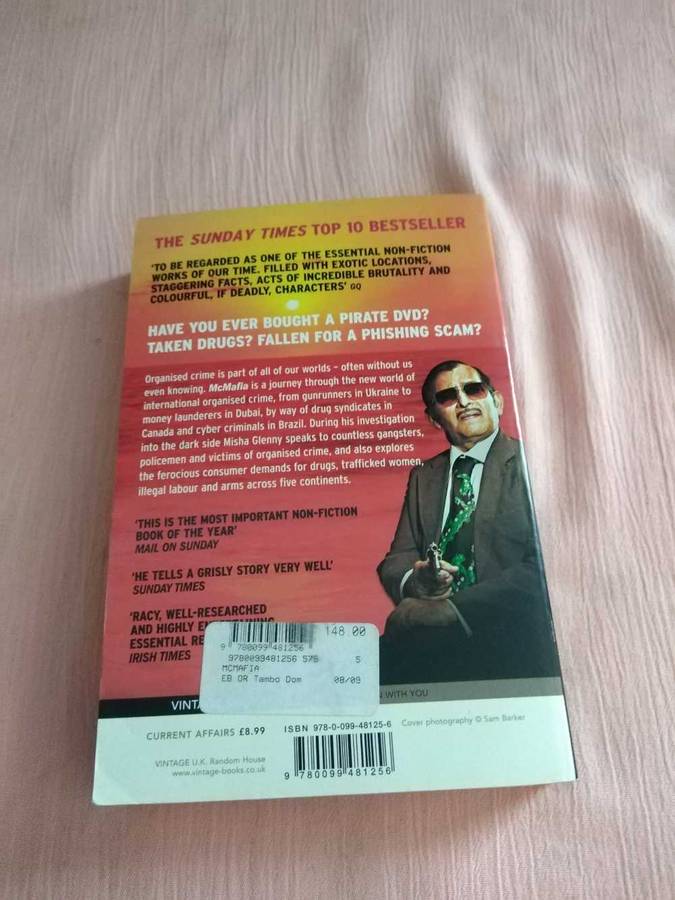 THE SUNDAY TIMES TOP 10 BESTSELLER
'TO BE REGARDED AS ONE OF THE ESSENTIAL NON-FICTION
WORKS OF OUR TIME. FILLED WITH EXOTIC LOCATIONS,
STAGGERING FACTS, ACTS OF INCREDIBLE BRUTALITY AND
COLOURFUL, IF DEADLY, CHARACTERS' GQ
HAVE YOU EVER BOUGHT A PIRATE DVD?
TAKEN DRUGS? FALLEN FOR A PHISHING SCAM?
Organised crime is part of all of our worlds – often without us
even knowing. McMafia is a journey through the new world of
international organised crime, from gunrunners in Ukraine to
money launderers in Dubai, by way of drug syndicates in
Canada and cyber criminals in Brazil. During his investigation
into the dark side Misha Glenny speaks to countless gangsters,
policemen and victims of organised crime, and also explores
the ferocious consumer demands for drugs, trafficked women,
illegal labour and arms across five continents.
'THIS IS THE MOST IMPORTANT NON-FICTION
BOOK OF THE YEAR'
MAIL ON SUNDAY
'HE TELLS A GRISLY STORY VERY WELL'
SUNDAY TIMES
'RACY, WELL-RESEARCHED
AND HIGHLY
ESSENTIAL RE
IRISH TIMES
148.00
9 780099 481256
9780099481256 575 5
MCMAFIA
EB OR Tambo Dom 08/09
VINTA
WITH YOU
CURRENT AFFAIRS £8.99
ISBN 978-0-099-48125-6
Cover photography © Sam Barker
VINTAGE U.K. Random House
www.vintage-books.co.uk
9 780099 481256